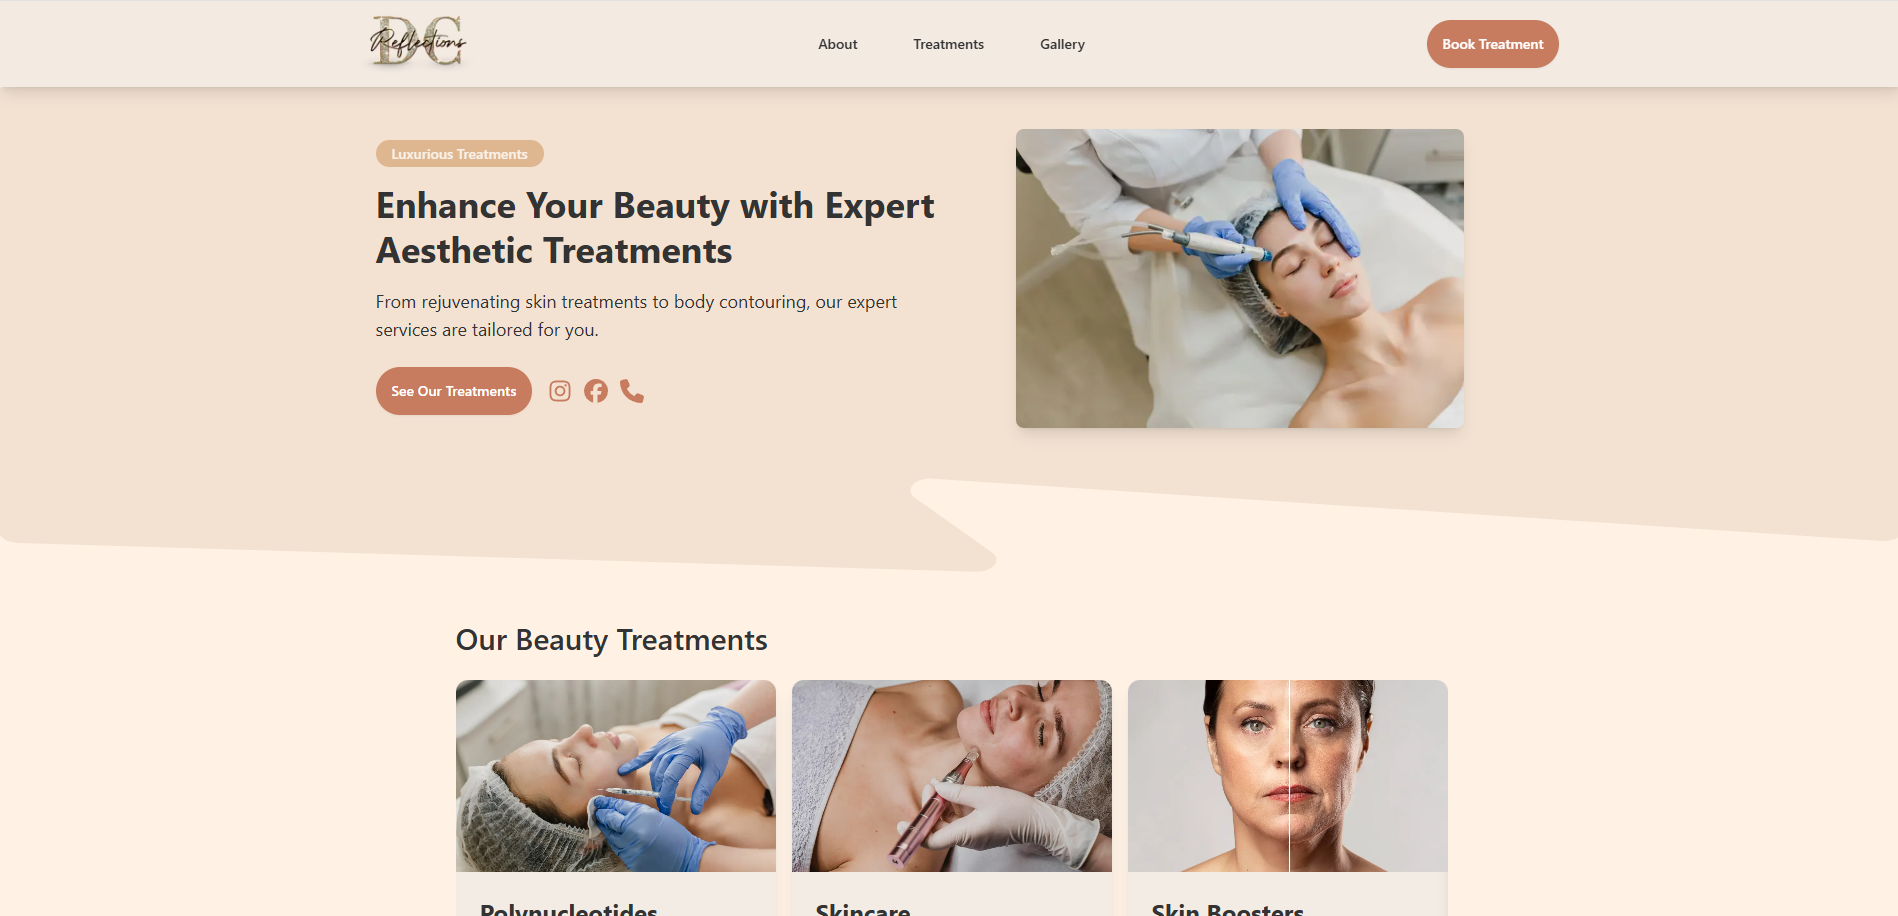 DC
Reflections
About
Treatments
Gallery
Book Treatment
Luxurious Treatments
Enhance Your Beauty with Expert
Aesthetic Treatments
From rejuvenating skin treatments to body contouring, our expert
services are tailored for you.
See Our Treatments
Our Beauty Treatments
Polynucleotides
Skincare
Skin Boosters